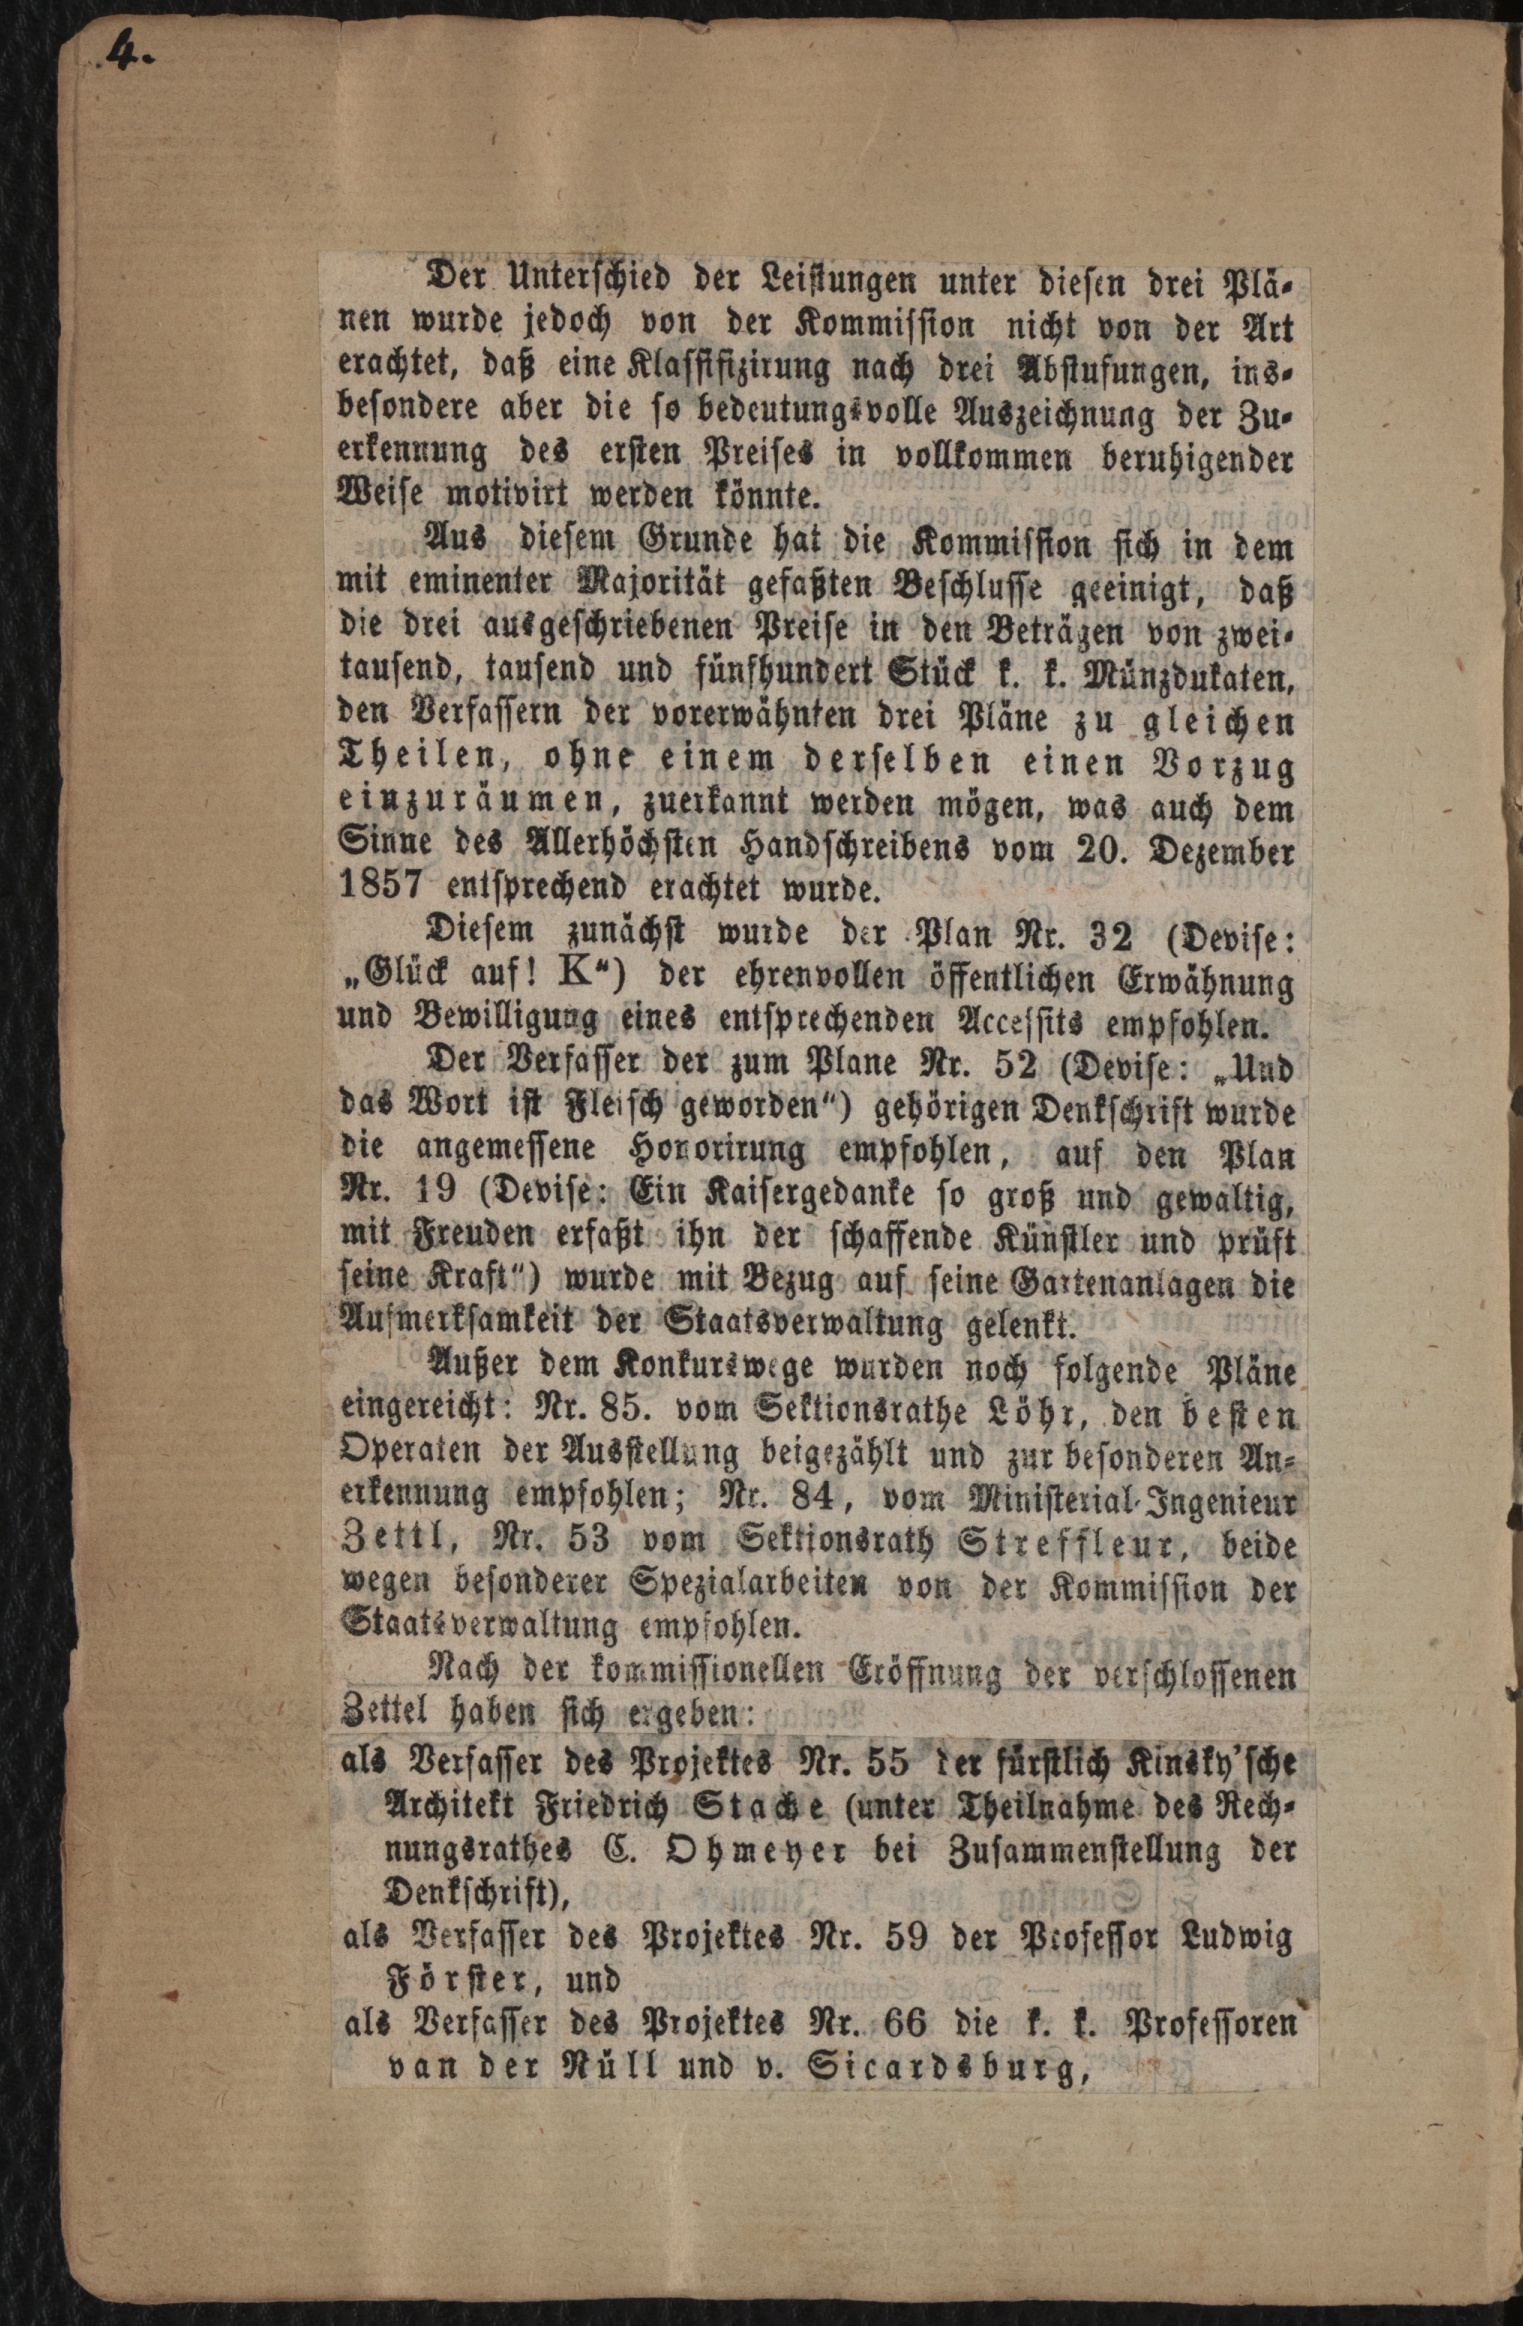 4.
Der Unterschied der Leistungen unter diesen drei Plä-
nen wurde jedoch von der Kommission nicht von der Art
erachtet, daß eine Klassifizirung nach drei Abstufungen, ins-
besondere aber die so bedeutungsvolle Auszeichnung der Zu-
erkennung des ersten Preises in vollkommen beruhigender
Weise motivirt werden könnte.
Aus diesem Grunde hat die Kommission sich in dem
mit eminenter Majorität gefaßten Beschlusse geeinigt, daß
die drei ausgeschriebenen Preise in den Beträgen von zwei-
tausend, tausend und fünfhundert Stück k. k. Münzdukaten,
den Verfassern der vorerwähnten drei Pläne zu gleichen
Theilen, ohne einem derselben einen Vorzug
einzuräumen, zuerkannt werden mögen, was auch dem
Sinne des Allerhöchsten Handschreibens vom 20. Dezember
1857 entsprechend erachtet wurde.
Diesem zunächst wurde der Plan Nr. 32 (Devise:
„Glück auf! K“) der ehrenvollen öffentlichen Erwähnung
und Bewilligung eines entsprechenden Accessits empfohlen.
Der Verfasser der zum Plane Nr. 52 (Devise: „Und
das Wort ist Fleisch geworden“) gehörigen Denkschrift wurde
die angemessene Honorirung empfohlen, auf den Plan
Nr. 19 (Devise: Ein Kaisergedanke so groß und gewaltig,
mit Freuden erfaßt ihn der schaffende Künstler und prüft
seine Kraft“) wurde mit Bezug auf seine Gartenanlagen die
Aufmerksamkeit der Staatsverwaltung gelenkt.
Außer dem Konkurswege wurden noch folgende Pläne
eingereicht: Nr. 85. vom Sektionsrathe Löhr, den besten
Operaten der Ausstellung beigezählt und zur besonderen An-
erkennung empfohlen; Nr. 84, vom Ministerial-Ingenieur
Zettl, Nr. 53 vom Sektionsrath Streffleur, beide
wegen besonderer Spezialarbeiten von der Kommission der
Staatsverwaltung empfohlen.
Nach der kommissionellen Eröffnung der verschlossenen
Zettel haben sich ergeben:
als Verfasser des Projektes Nr. 55 der fürstlich Kinsky'sche
Architekt Friedrich Stache (unter Theilnahme des Rech-
nungsrathes C. Ohmeyer bei Zusammenstellung der
Denkschrift),
als Verfasser des Projektes Nr. 59 der Professor Ludwig
Förster, und
als Verfasser des Projektes Nr. 66 die k. k. Professoren
van der Nüll und v. Sicardsburg,